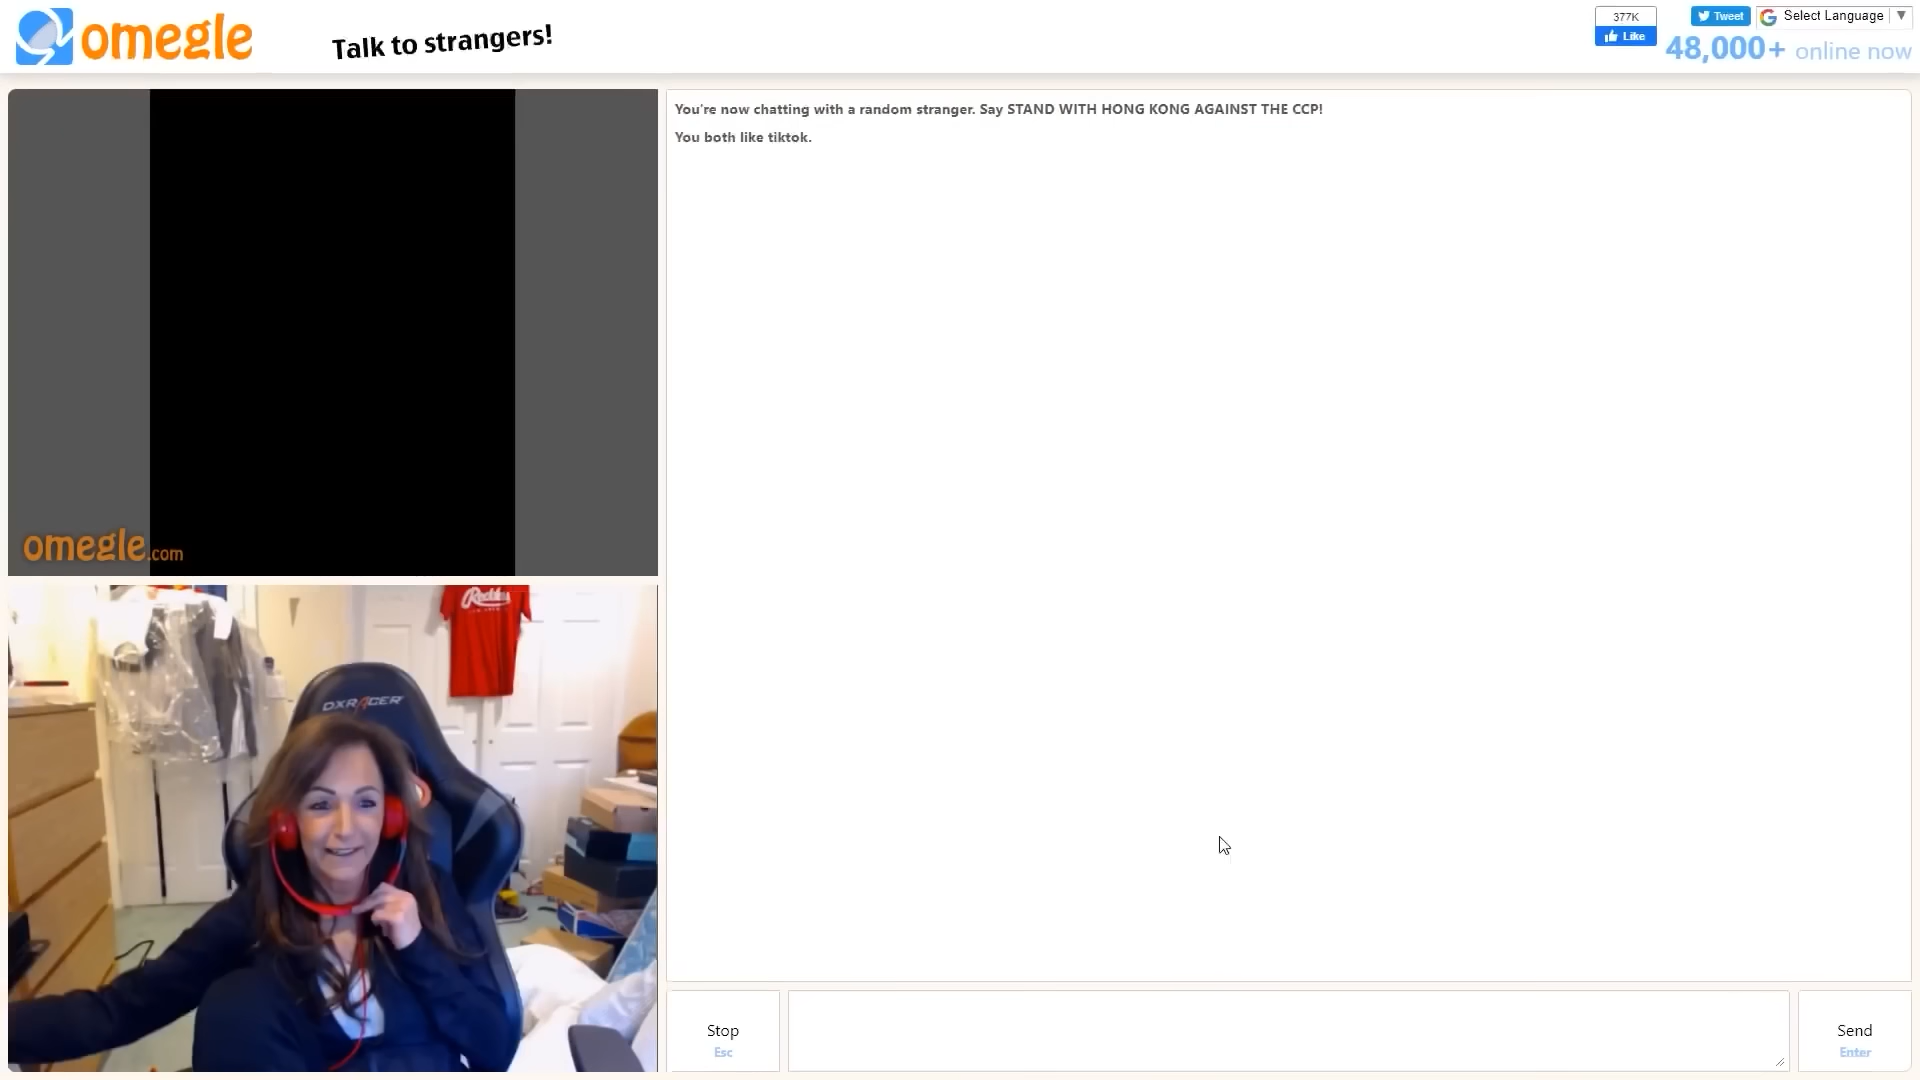 omegle
Talk to strangers!
377K
Like
Tweet
Select Language
48,000+ online now
You're now chatting with a random stranger. Say STAND WITH HONG KONG AGAINST THE CCP!
You both like tiktok.
omegle.com
DXRACER
Stop
Esc
Send
Enter